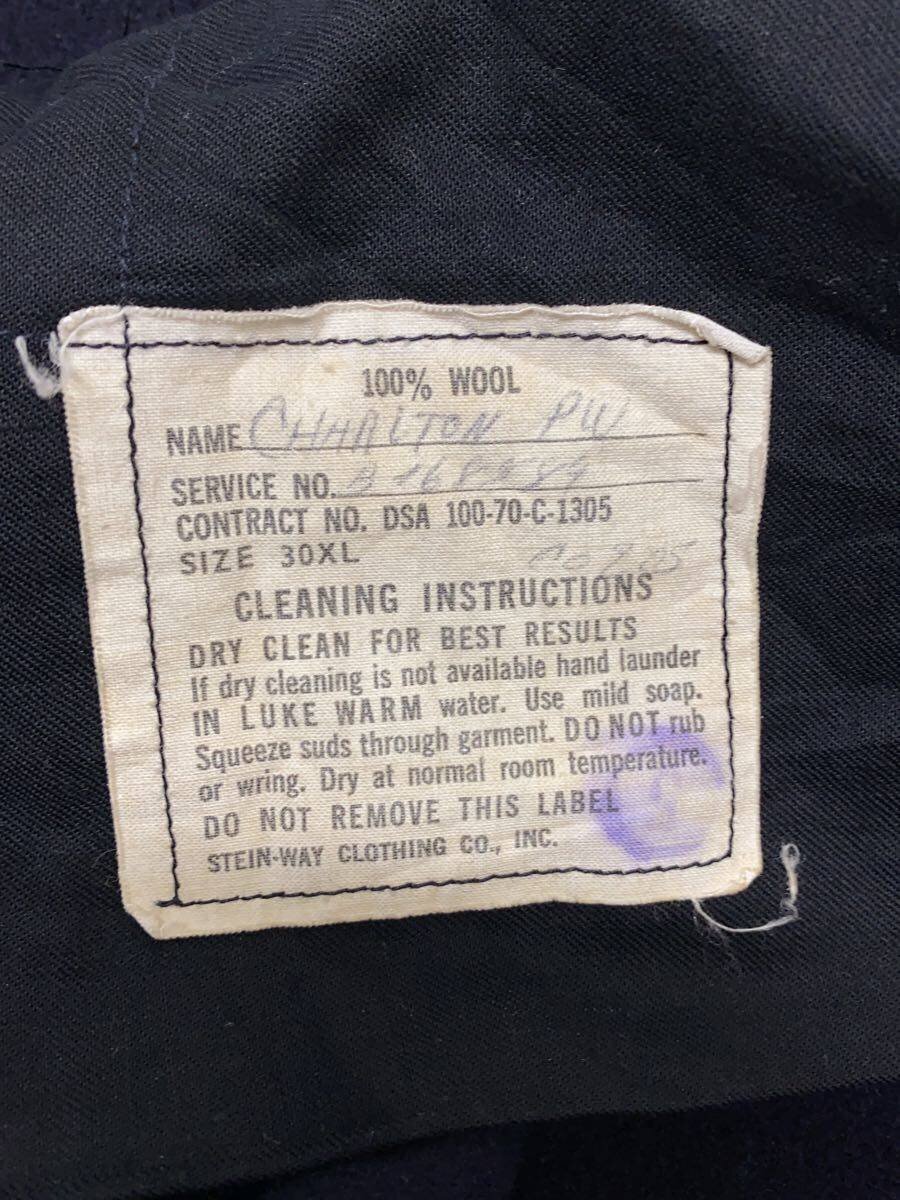 100% WOOL
NAME CHARLTON PW
SERVICE NO.
CONTRACT NO. DSA 100-70-C-1305
SIZE 30XL
CLEANING INSTRUCTIONS
DRY CLEAN FOR BEST RESULTS
If dry cleaning is not available hand launder
IN LUKE WARM water. Use mild soap.
Squeeze suds through garment. DO NOT rub
or wring. Dry at normal room temperature.
DO NOT REMOVE THIS LABEL
STEIN-WAY CLOTHING CO., INC.